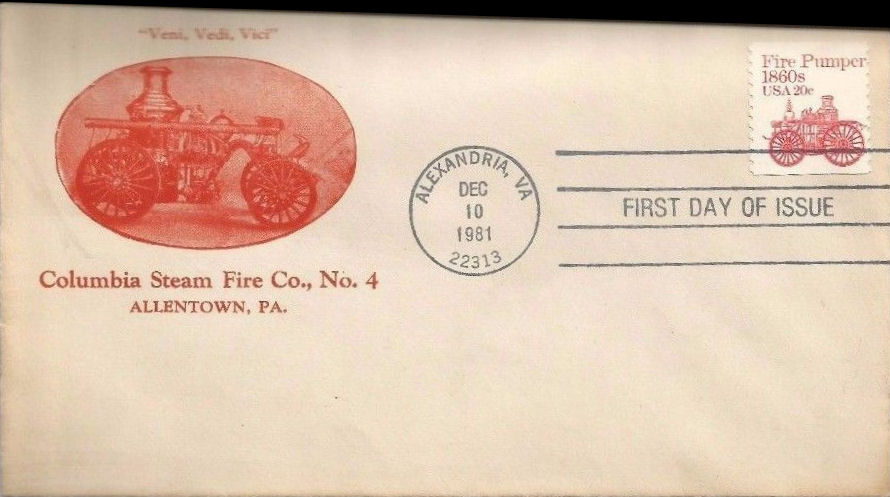 "Veni, Vedi, Vici"
Columbia Steam Fire Co., No. 4
ALLENTOWN, PA.
ALEXANDRIA, VA
DEC
10
1981
22313
FIRST DAY OF ISSUE
Fire Pumper
1860s
USA 20c